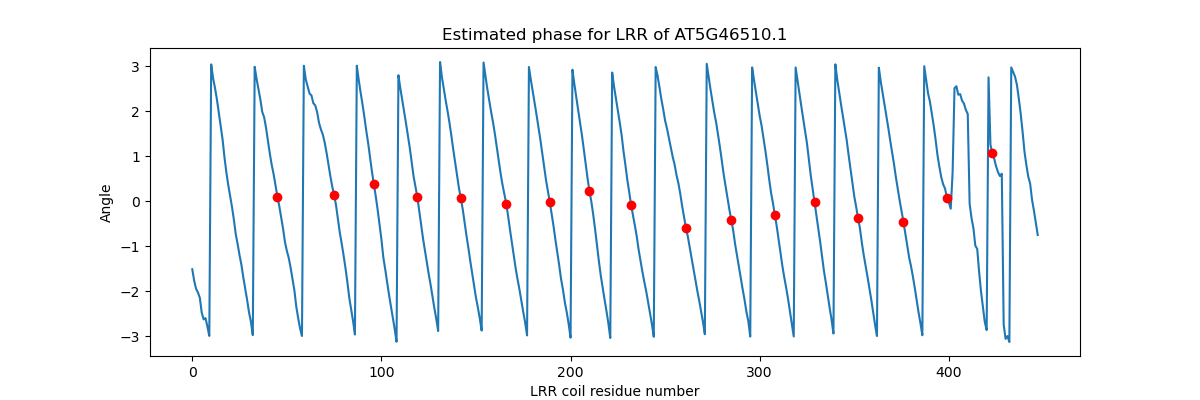 Estimated phase for LRR of AT5G46510.1
3
2
1
0
−1
−2
−3
Angle
0 100 200 300 400
LRR coil residue number